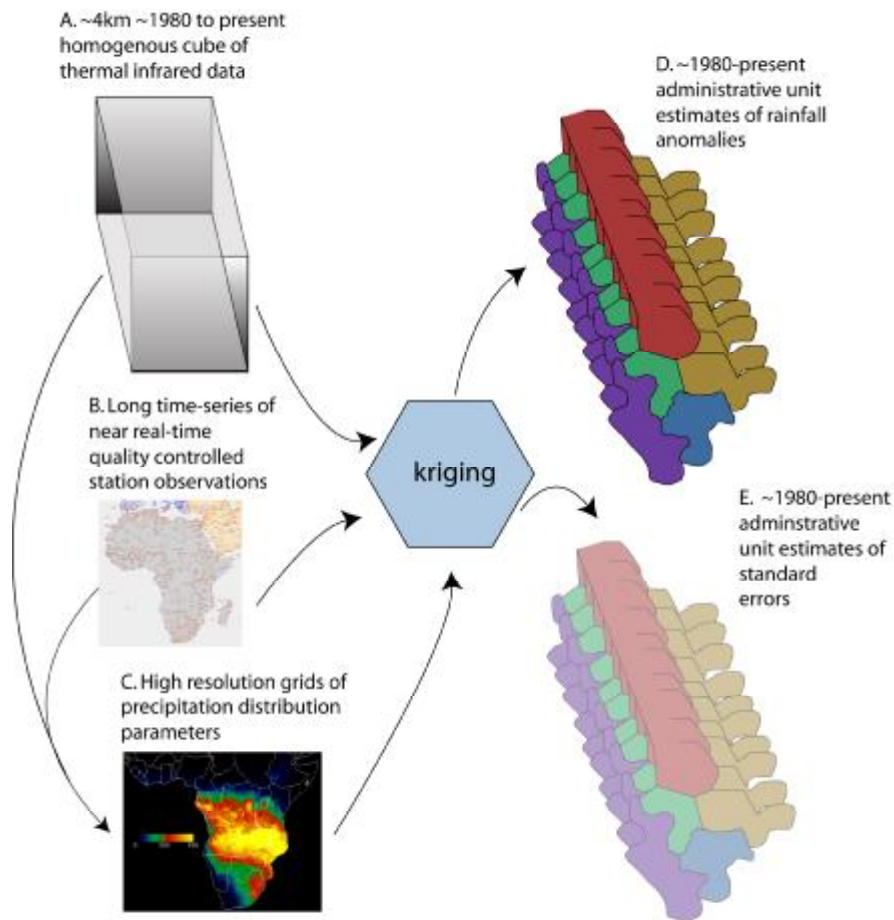 A. ~4km ~1980 to present
homogenous cube of
thermal infrared data
B. Long time-series of
near real-time
quality controlled
station observations
C. High resolution grids of
precipitation distribution
parameters
kriging
D. ~1980-present
administrative unit
estimates of rainfall
anomalies
E. ~1980-present
adminstrative
unit estimates of
standard
errors